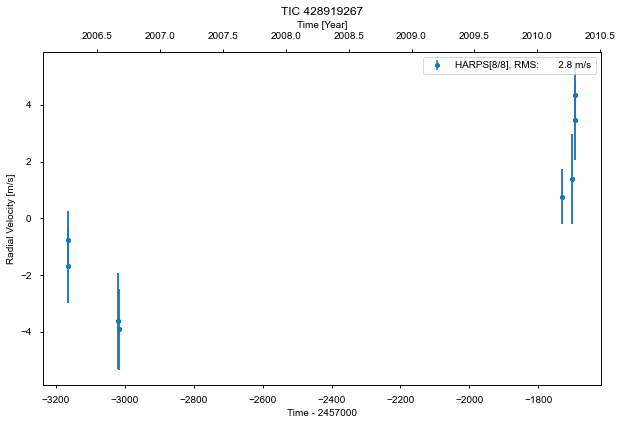 TIC 428919267
Time [Year]
2006.5 2007.0 2007.5 2008.0 2008.5 2009.0 2009.5 2010.0 2010.5
HARPS[8/8], RMS: 2.8 m/s
Radial Velocity [m/s]
4
2
0
−2
−4
−3200 −3000 −2800 −2600 −2400 −2200 −2000 −1800
Time - 2457000